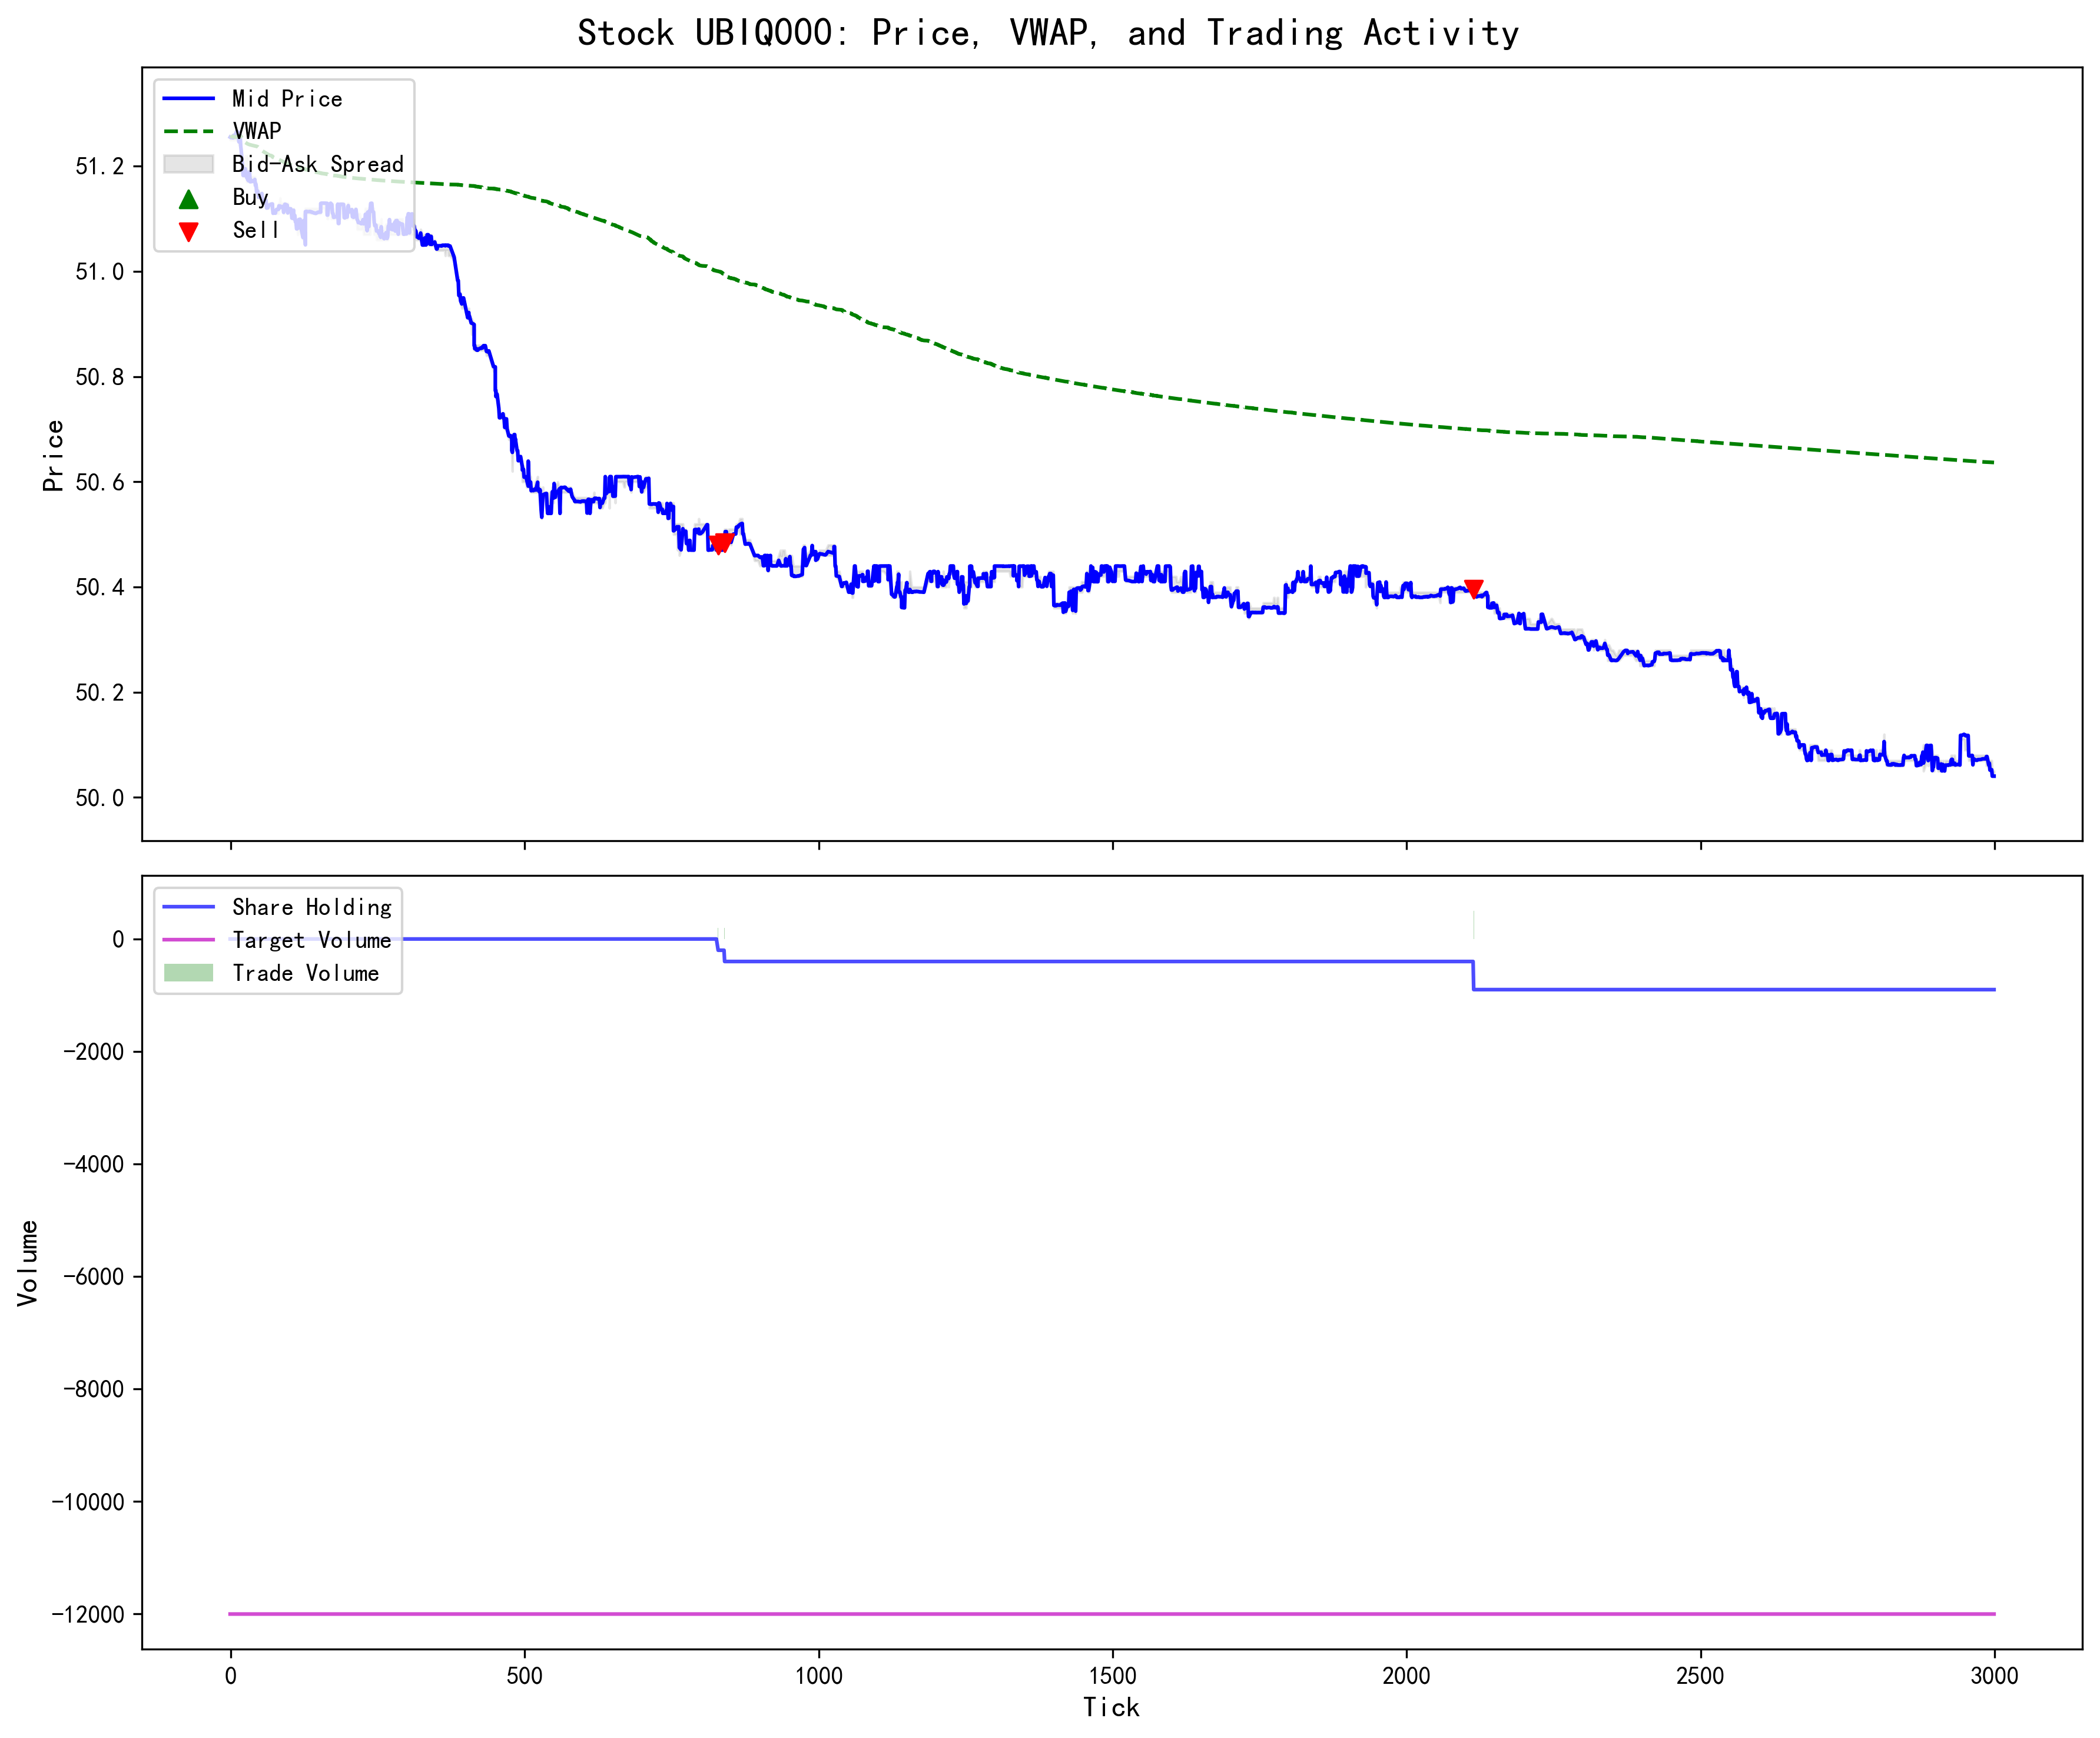 Stock UBIQ000: Price, VWAP, and Trading Activity
Mid Price
VWAP
Bid-Ask Spread
Buy
Sell
Price
51.2
51.0
50.8
50.6
50.4
50.2
50.0
Share Holding
Target Volume
Trade Volume
Volume
0
-2000
-4000
-6000
-8000
-10000
-12000
0 500 1000 1500 2000 2500 3000
Tick